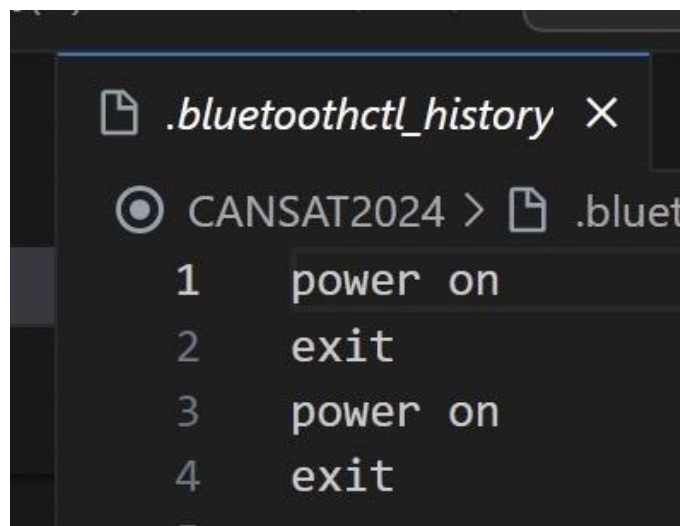 .bluetoothctl_history
CANSAT2024 > .bluet
1 power on
2 exit
3 power on
4 exit